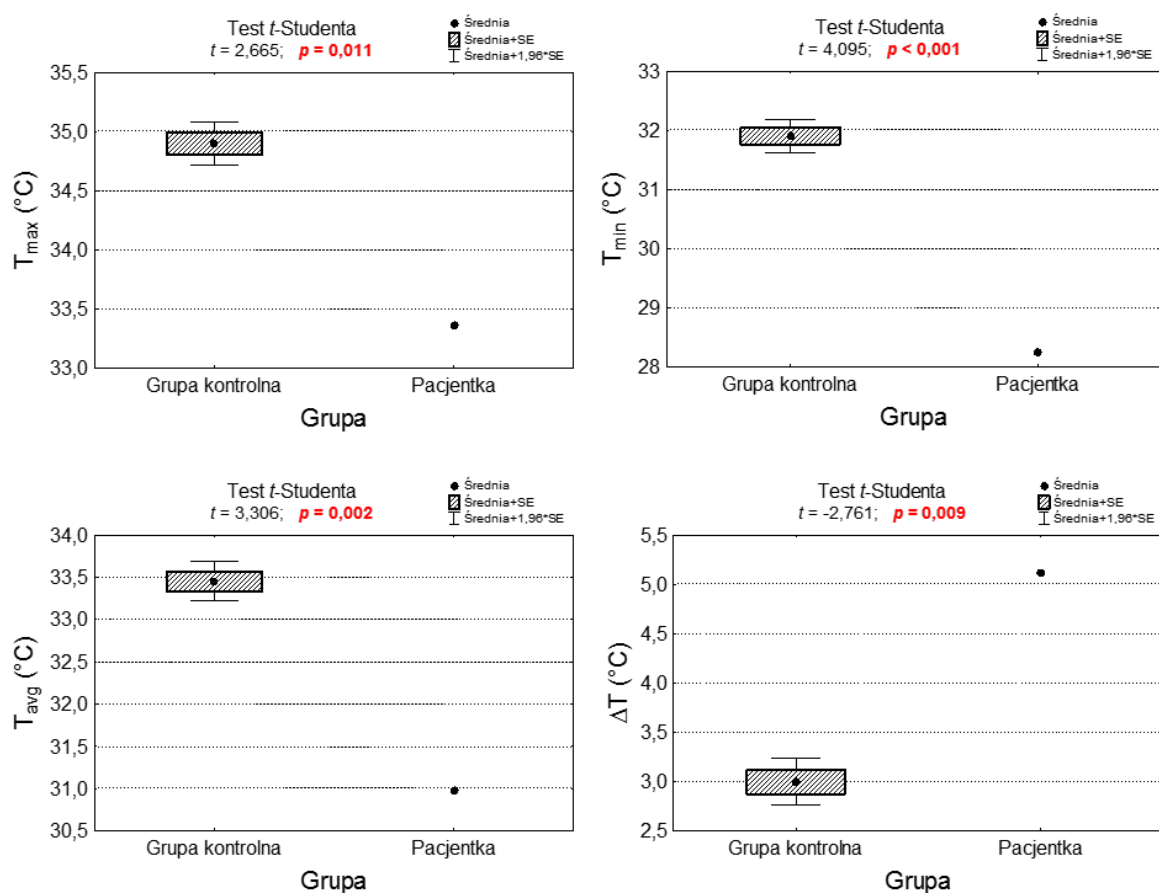 Test t-Studenta
t = 2,665; p = 0,011
Średnia
Średnia+SE
Średnia+1,96*SE
35,5
35,0
34,5
34,0
33,5
33,0
Tmax (°C)
Grupa kontrolna Pacjentka
Grupa
Test t-Studenta
t = 4,095; p < 0,001
Średnia
Średnia+SE
Średnia+1,96*SE
33
32
31
30
29
28
Tmin (°C)
Grupa kontrolna Pacjentka
Grupa
Test t-Studenta
t = 3,306; p = 0,002
Średnia
Średnia+SE
Średnia+1,96*SE
34,0
33,5
33,0
32,5
32,0
31,5
31,0
30,5
Tavg (°C)
Grupa kontrolna Pacjentka
Grupa
Test t-Studenta
t = -2,761; p = 0,009
Średnia
Średnia+SE
Średnia+1,96*SE
5,5
5,0
4,5
4,0
3,5
3,0
2,5
ΔT (°C)
Grupa kontrolna Pacjentka
Grupa